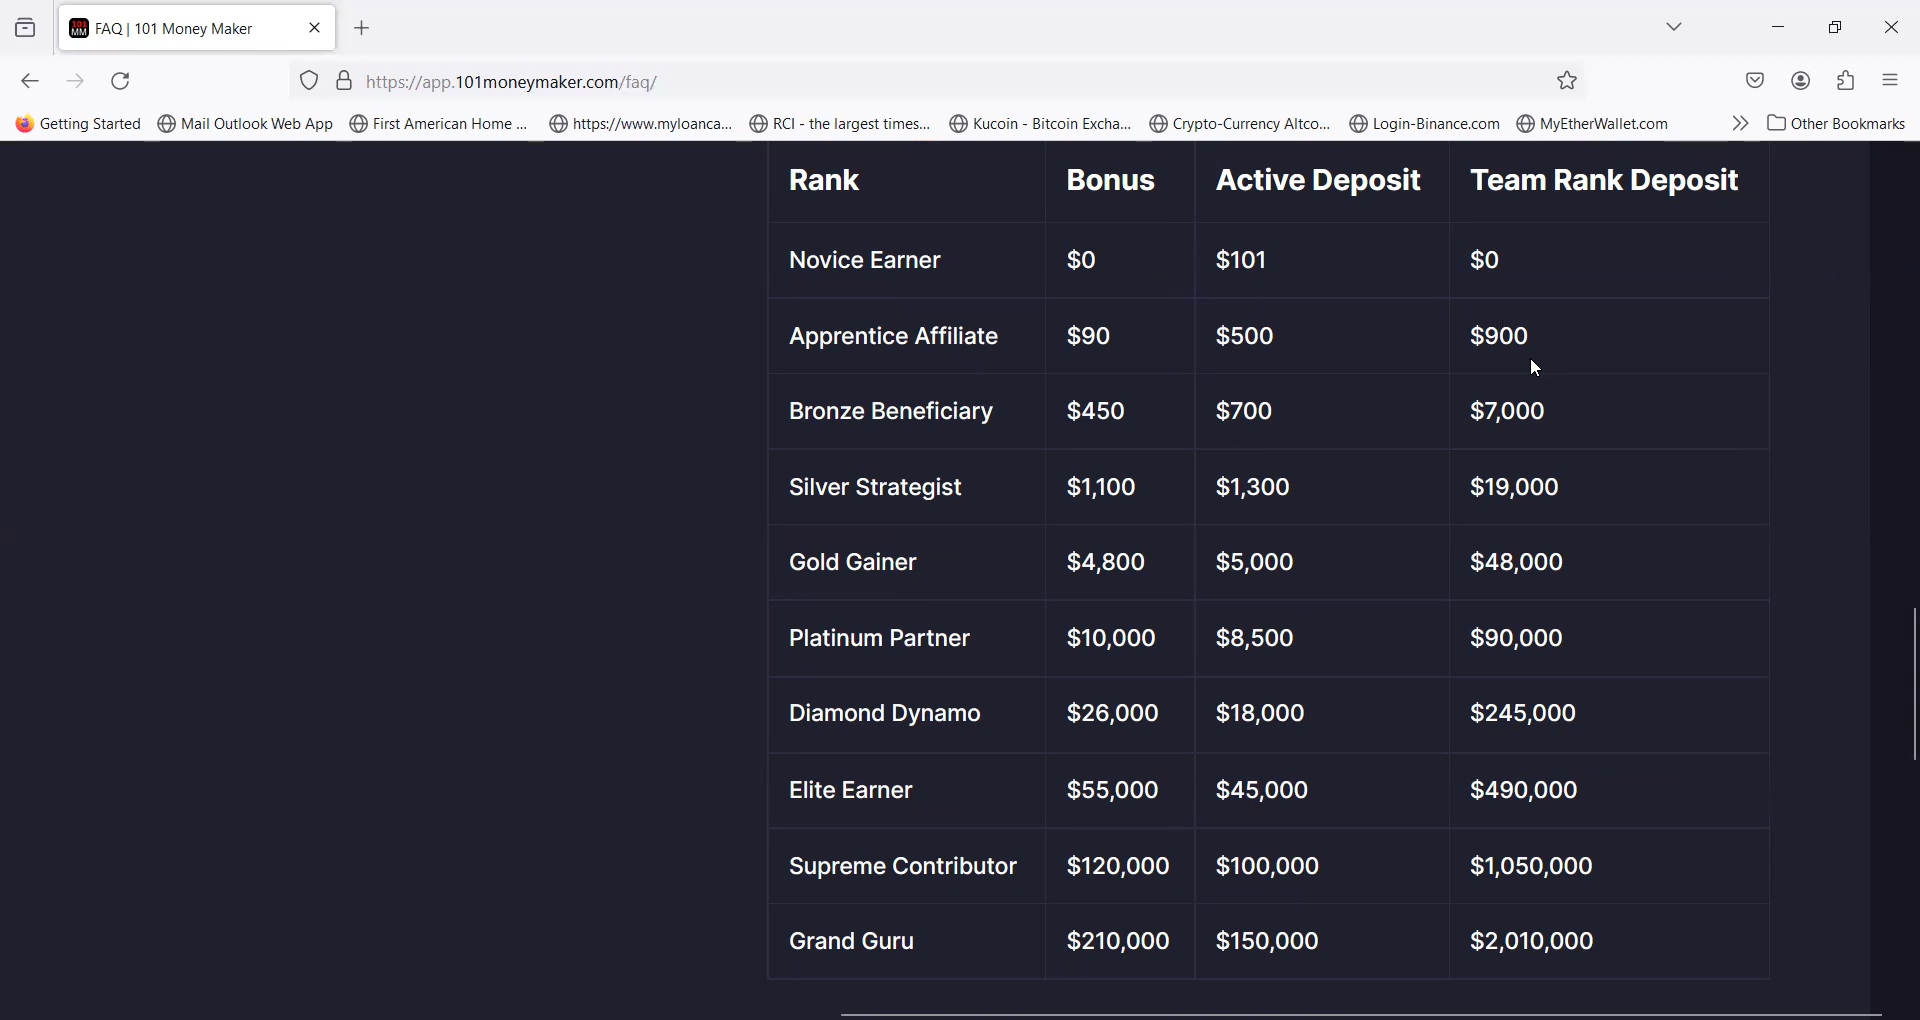 101 MM FAQ | 101 Money Maker
https://app.101moneymaker.com/faq/
Getting Started Mail Outlook Web App First American Home ... https://www.myloanca... RCI - the largest times... Kucoin - Bitcoin Excha... Crypto-Currency Altco... Login-Binance.com MyEtherWallet.com Other Bookmarks
Rank Bonus Active Deposit Team Rank Deposit
Novice Earner $0 $101 $0
Apprentice Affiliate $90 $500 $900
Bronze Beneficiary $450 $700 $7,000
Silver Strategist $1,100 $1,300 $19,000
Gold Gainer $4,800 $5,000 $48,000
Platinum Partner $10,000 $8,500 $90,000
Diamond Dynamo $26,000 $18,000 $245,000
Elite Earner $55,000 $45,000 $490,000
Supreme Contributor $120,000 $100,000 $1,050,000
Grand Guru $210,000 $150,000 $2,010,000